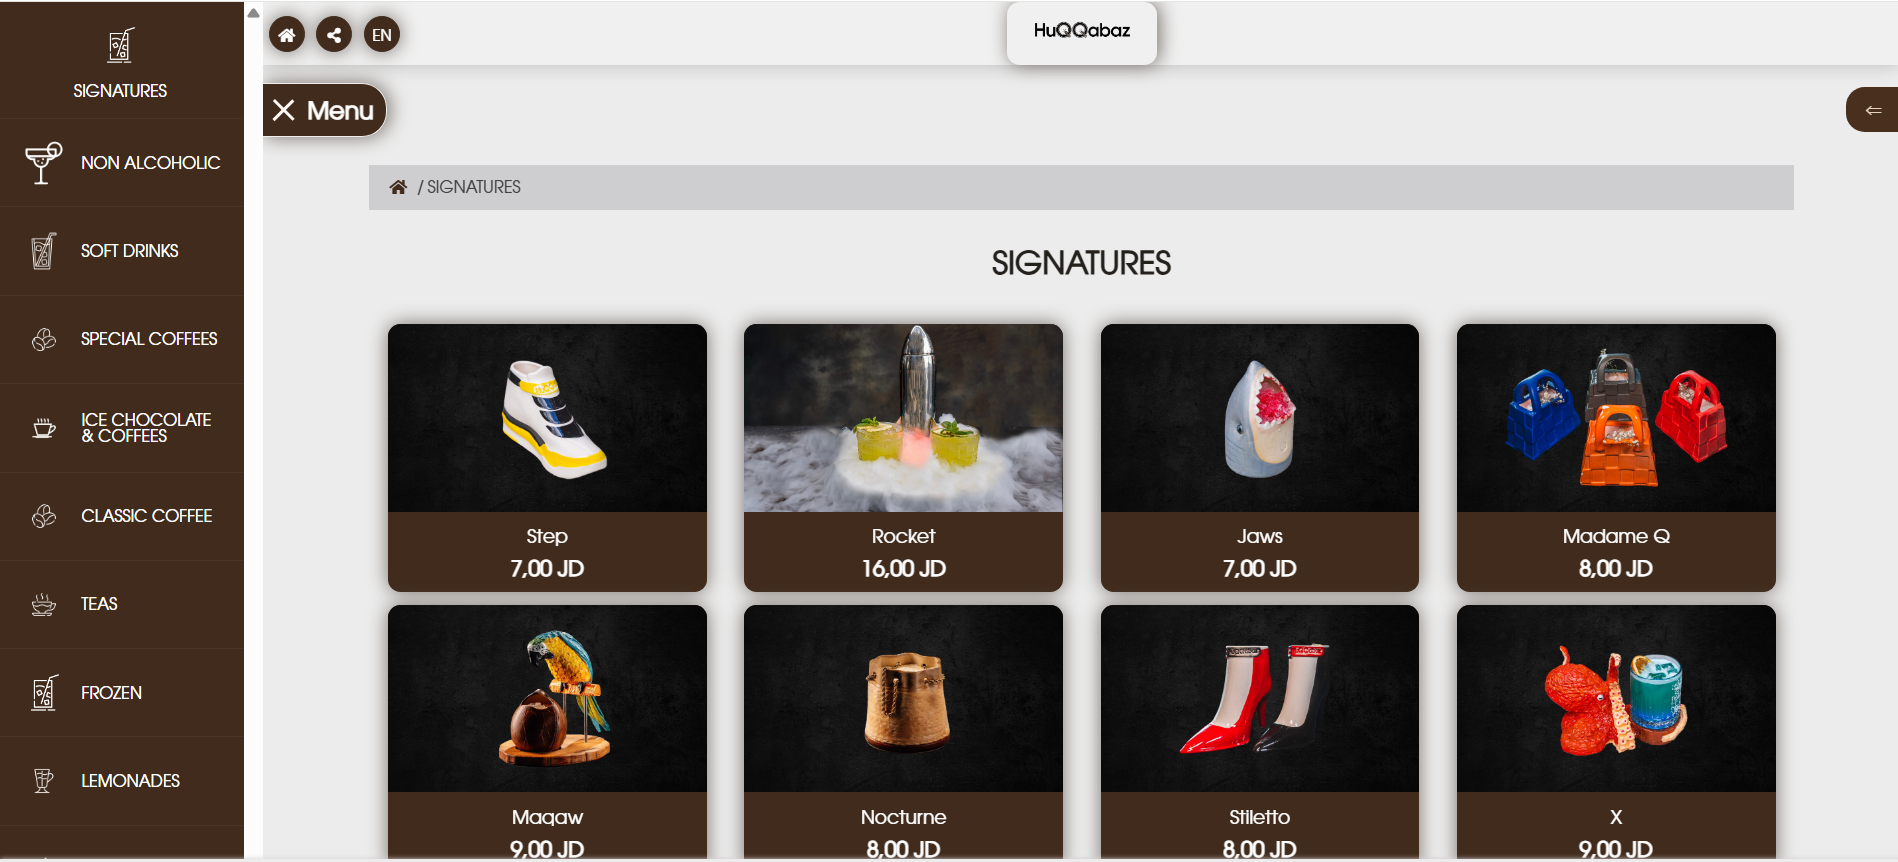 SIGNATURES
NON ALCOHOLIC
SOFT DRINKS
SPECIAL COFFEES
ICE CHOCOLATE
& COFFEES
CLASSIC COFFEE
TEAS
FROZEN
LEMONADES
EN
HuQQabaz
Menu
/ SIGNATURES
SIGNATURES
Step
7,00 JD
Rocket
16,00 JD
Jaws
7,00 JD
Madame Q
8,00 JD
Maqaw
9,00 JD
Nocturne
8,00 JD
Stiletto
8,00 JD
X
9,00 JD